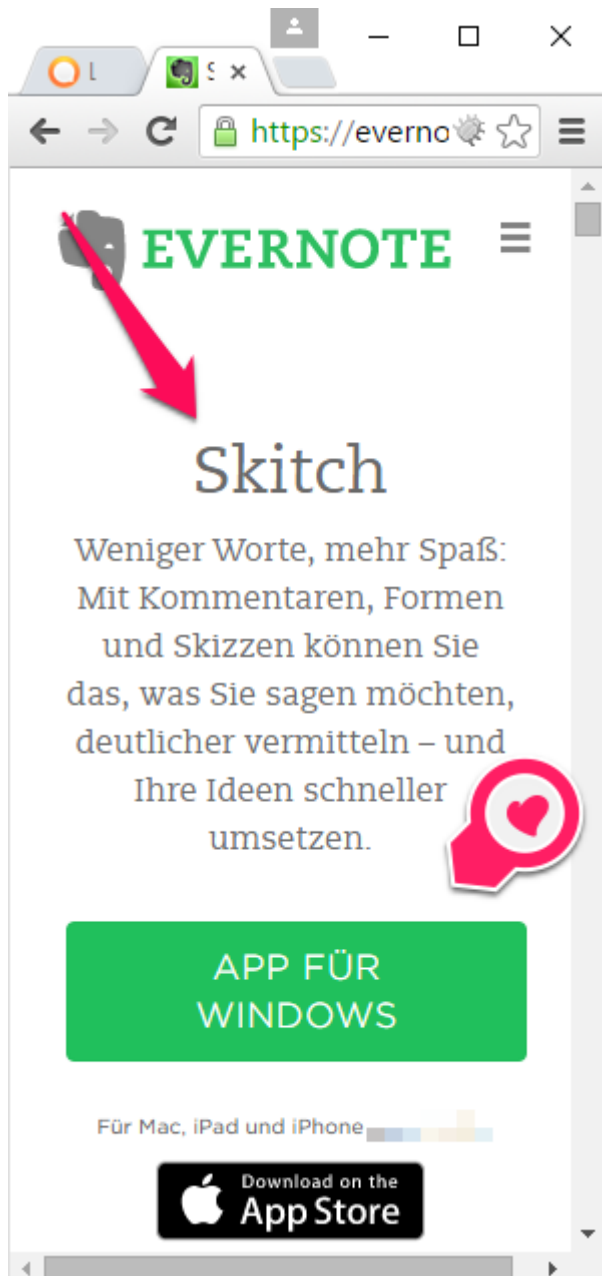 L
S
https://everno
EVERNOTE
Skitch
Weniger Worte, mehr Spaß:
Mit Kommentaren, Formen
und Skizzen können Sie
das, was Sie sagen möchten,
deutlicher vermitteln – und
Ihre Ideen schneller
umsetzen.
APP FÜR
WINDOWS
Für Mac, iPad und iPhone
Download on the
App Store